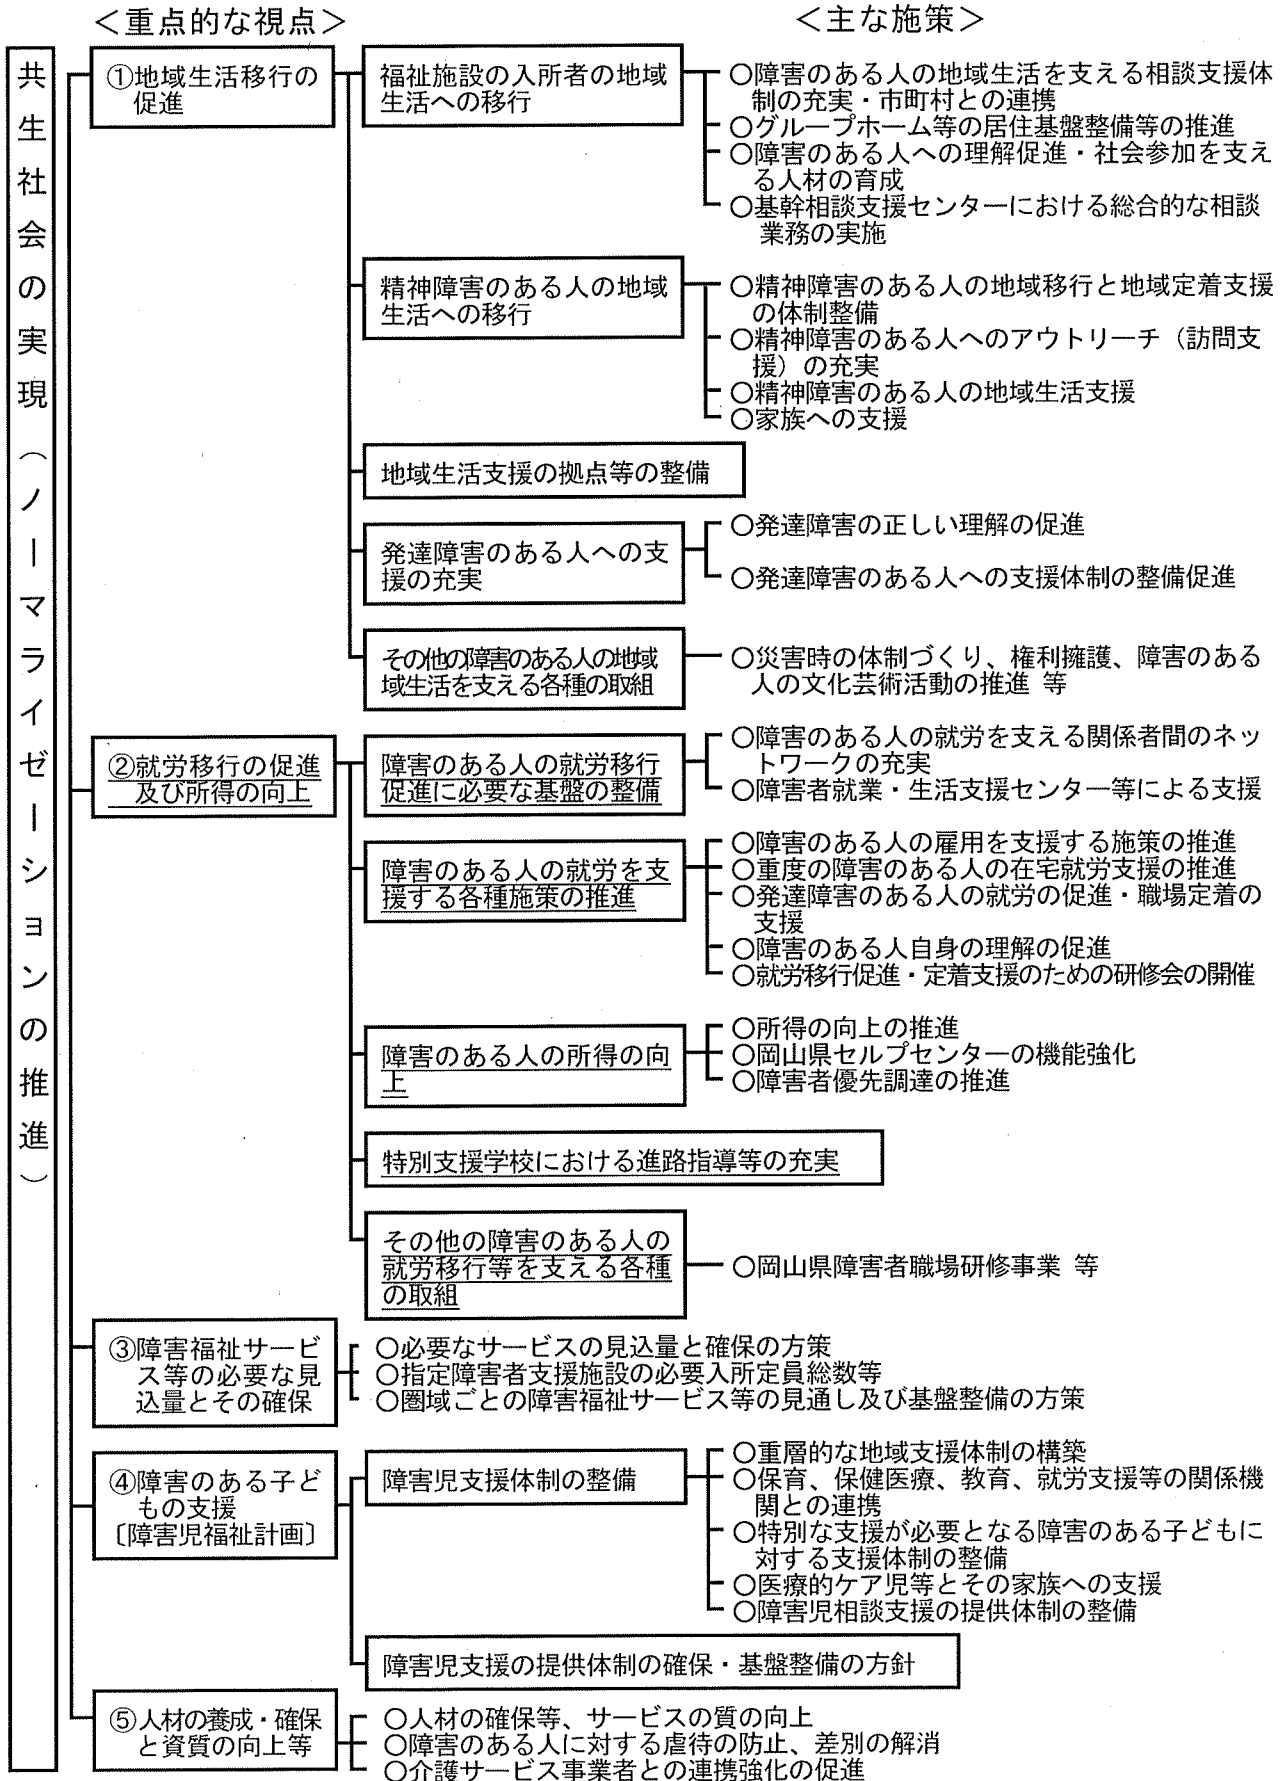 ＜重点的な視点＞
＜主な施策＞
共生社会の実現（ノーマライゼーションの推進）
①地域生活移行の
促進
福祉施設の入所者の地域
生活への移行
○障害のある人の地域生活を支える相談支援体
制の充実・市町村との連携
○グループホーム等の居住基盤整備等の推進
○障害のある人への理解促進・社会参加を支え
る人材の育成
○基幹相談支援センターにおける総合的な相談
業務の実施
精神障害のある人の地域
生活への移行
○精神障害のある人の地域移行と地域定着支援
の体制整備
○精神障害のある人へのアウトリーチ（訪問支
援）の充実
○精神障害のある人の地域生活支援
○家族への支援
地域生活支援の拠点等の整備
発達障害のある人への支
援の充実
○発達障害の正しい理解の促進
○発達障害のある人への支援体制の整備促進
その他の障害のある人の地域
域生活を支える各種の取組
○災害時の体制づくり、権利擁護、障害のある
人の文化芸術活動の推進 等
②就労移行の促進
及び所得の向上
障害のある人の就労移行
促進に必要な基盤の整備
○障害のある人の就労を支える関係者間のネッ
トワークの充実
○障害者就業・生活支援センター等による支援
障害のある人の就労を支
援する各種施策の推進
○障害のある人の雇用を支援する施策の推進
○重度の障害のある人の在宅就労支援の推進
○発達障害のある人の就労の促進・職場定着の
支援
○障害のある人自身の理解の促進
○就労移行促進・定着支援のための研修会の開催
障害のある人の所得の向
上
○所得の向上の推進
○岡山県セルプセンターの機能強化
○障害者優先調達の推進
特別支援学校における進路指導等の充実
その他の障害のある人の
就労移行等を支える各種
の取組
○岡山県障害者職場研修事業 等
③障害福祉サービ
ス等の必要な見
込量とその確保
○必要なサービスの見込量と確保の方策
○指定障害者支援施設の必要入所定員総数等
○圏域ごとの障害福祉サービス等の見通し及び基盤整備の方策
④障害のある子ど
もの支援
〔障害児福祉計画〕
障害児支援体制の整備
○重層的な地域支援体制の構築
○保育、保健医療、教育、就労支援等の関係機
関との連携
○特別な支援が必要となる障害のある子どもに
対する支援体制の整備
○医療的ケア児等とその家族への支援
○障害児相談支援の提供体制の整備
障害児支援の提供体制の確保・基盤整備の方針
⑤人材の養成・確保
と資質の向上等
○人材の確保等、サービスの質の向上
○障害のある人に対する虐待の防止、差別の解消
○介護サービス事業者との連携強化の促進